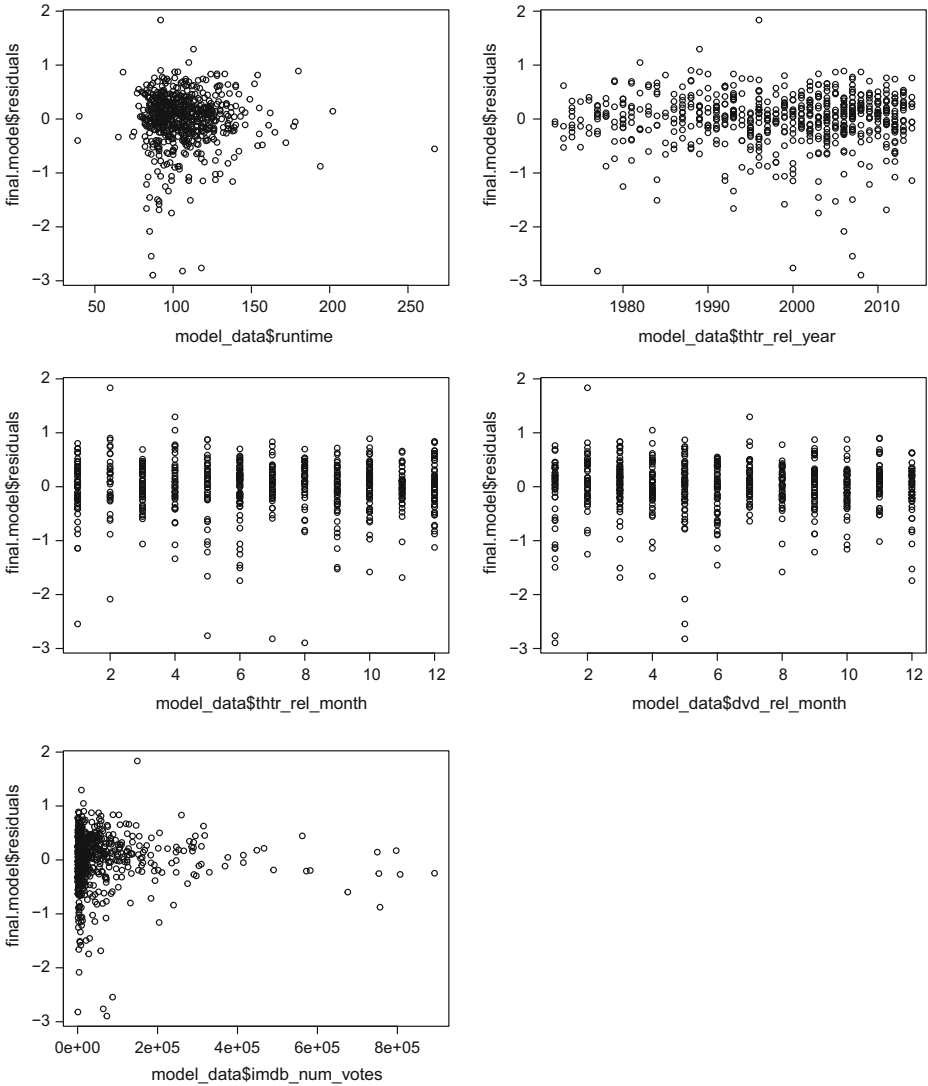 2
1
0
−1
−2
−3
final.model$residuals
50 100 150 200 250
model_data$runtime
2
1
0
−1
−2
−3
final.model$residuals
1980 1990 2000 2010
model_data$thtr_rel_year
2
1
0
−1
−2
−3
final.model$residuals
2 4 6 8 10 12
model_data$thtr_rel_month
2
1
0
−1
−2
−3
final.model$residuals
2 4 6 8 10 12
model_data$dvd_rel_month
2
1
0
−1
−2
−3
final.model$residuals
0e+00 2e+05 4e+05 6e+05 8e+05
model_data$imdb_num_votes